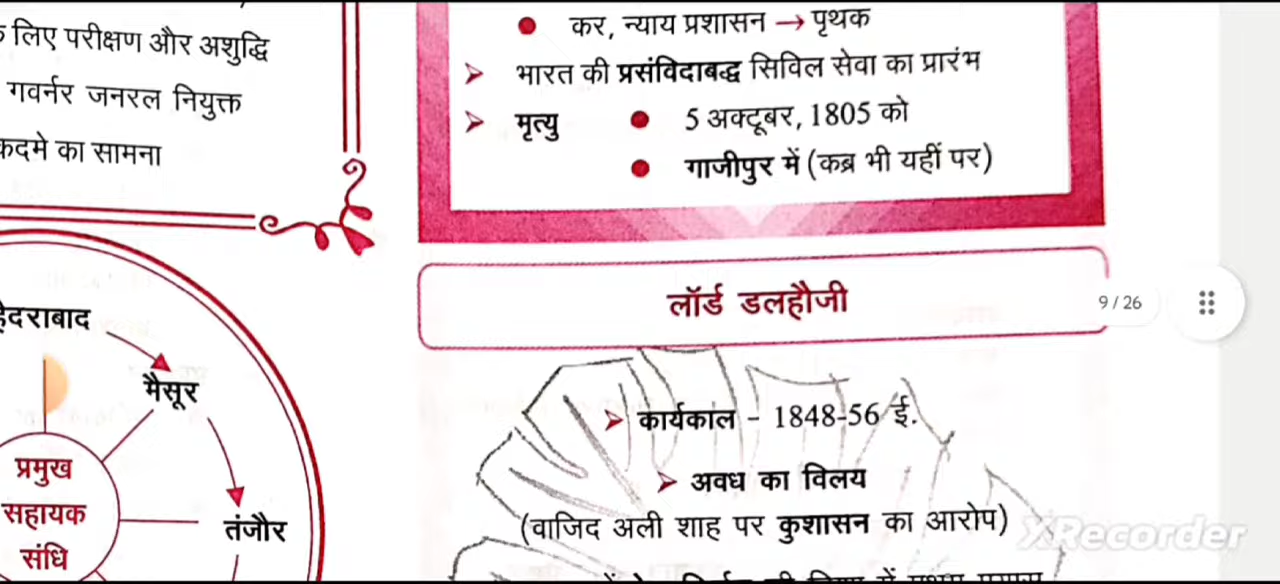 लिए परीक्षण और अशुद्धि
गवर्नर जनरल नियुक्त
का सामना
कर, न्याय प्रशासन → पृथक
भारत की प्रसंविदाबद्ध सिविल सेवा का प्रारंभ
मृत्यु
5 अक्टूबर, 1805 को
गाजीपुर में (कब्र भी यहीं पर)
लॉर्ड डलहौजी
9 / 26
कार्यकाल - 1848-56 ई.
अवध का विलय
(वाजिद अली शाह पर कुशासन का आरोप)
मैसूर
तंजौर
प्रमुख
सहायक
संधि
XRecorder